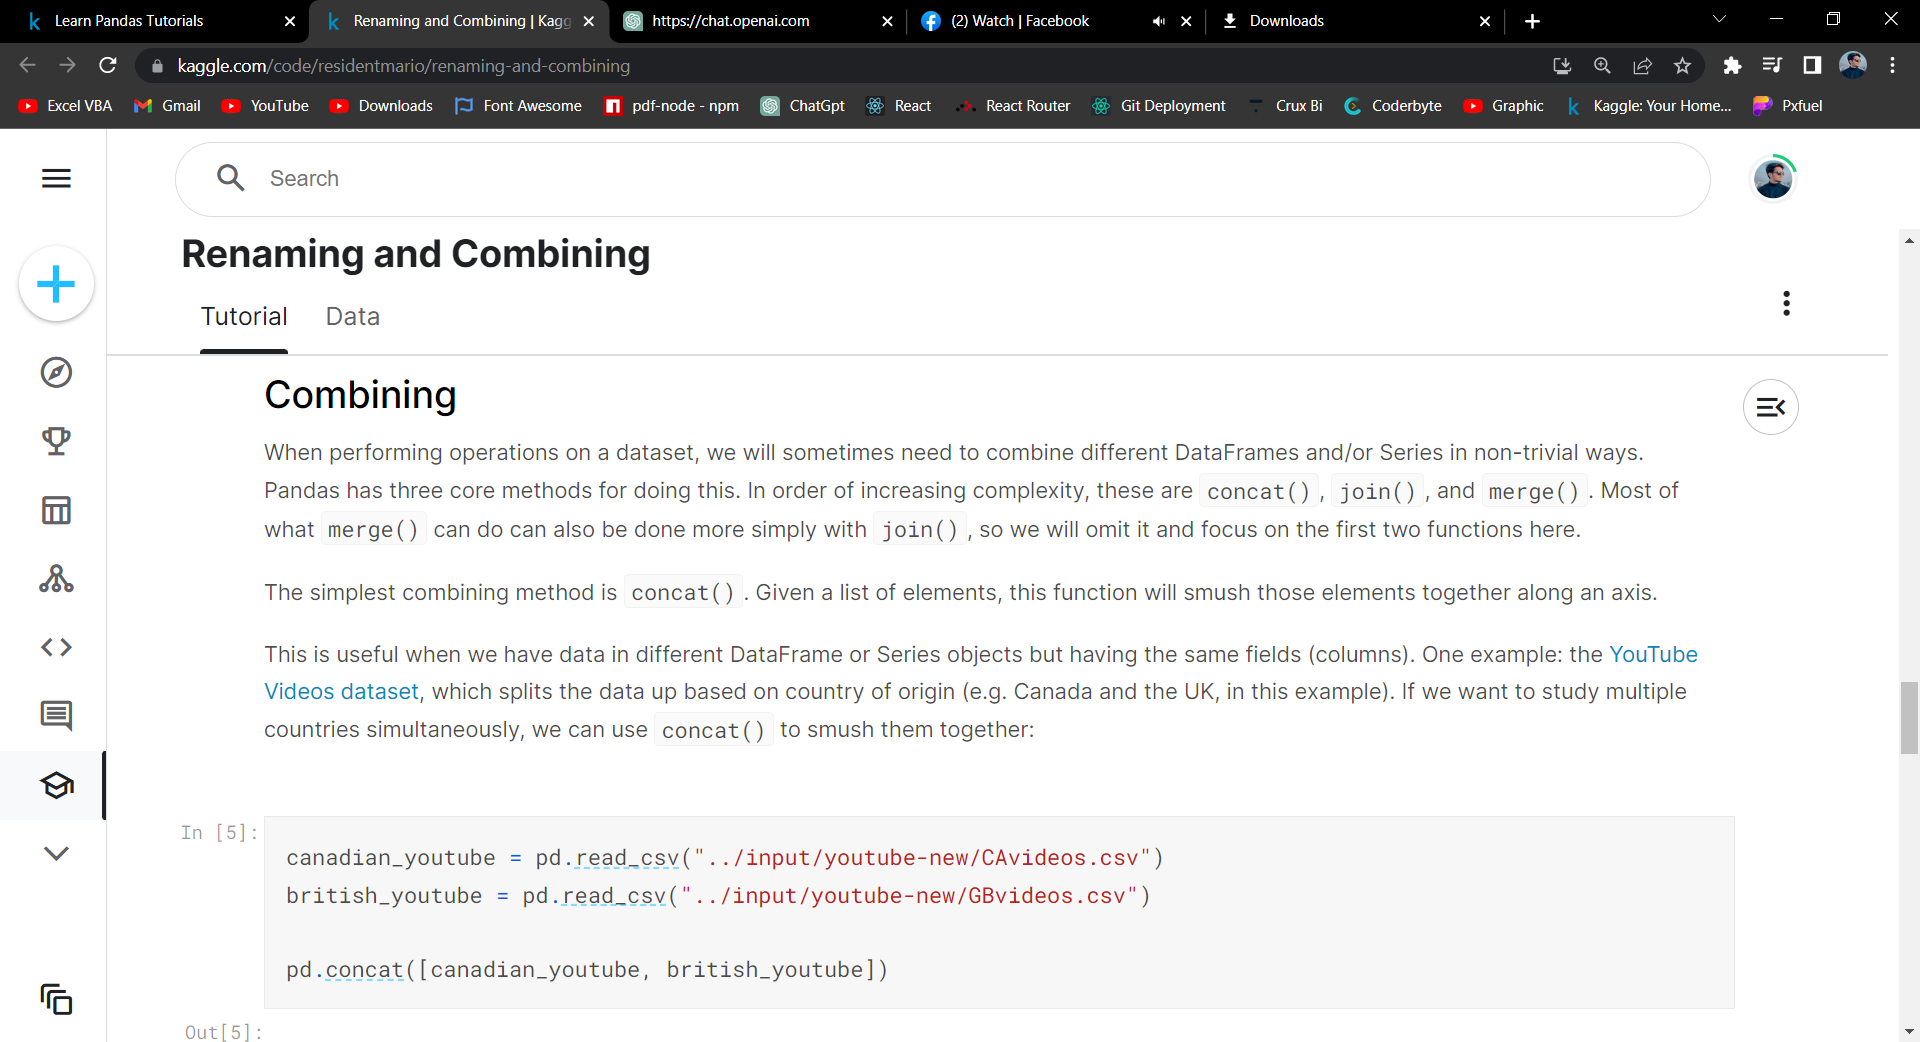 Learn Pandas Tutorials
Renaming and Combining | Kagg
https://chat.openai.com
(2) Watch | Facebook
Downloads
kaggle.com/code/residentmario/renaming-and-combining
Excel VBA
Gmail
YouTube
Downloads
Font Awesome
pdf-node - npm
ChatGpt
React
React Router
Git Deployment
Crux Bi
Coderbyte
Graphic
Kaggle: Your Home...
Pxfuel
Search
Renaming and Combining
Tutorial
Data
Combining
When performing operations on a dataset, we will sometimes need to combine different DataFrames and/or Series in non-trivial ways.
Pandas has three core methods for doing this. In order of increasing complexity, these are concat(), join(), and merge(). Most of
what merge() can do can also be done more simply with join(), so we will omit it and focus on the first two functions here.
The simplest combining method is concat(). Given a list of elements, this function will smush those elements together along an axis.
This is useful when we have data in different DataFrame or Series objects but having the same fields (columns). One example: the YouTube
Videos dataset, which splits the data up based on country of origin (e.g. Canada and the UK, in this example). If we want to study multiple
countries simultaneously, we can use concat() to smush them together:
In [5]:
canadian_youtube = pd.read_csv("../input/youtube-new/CAvideos.csv")
british_youtube = pd.read_csv("../input/youtube-new/GBvideos.csv")
pd.concat([canadian_youtube, british_youtube])
Out[5]: